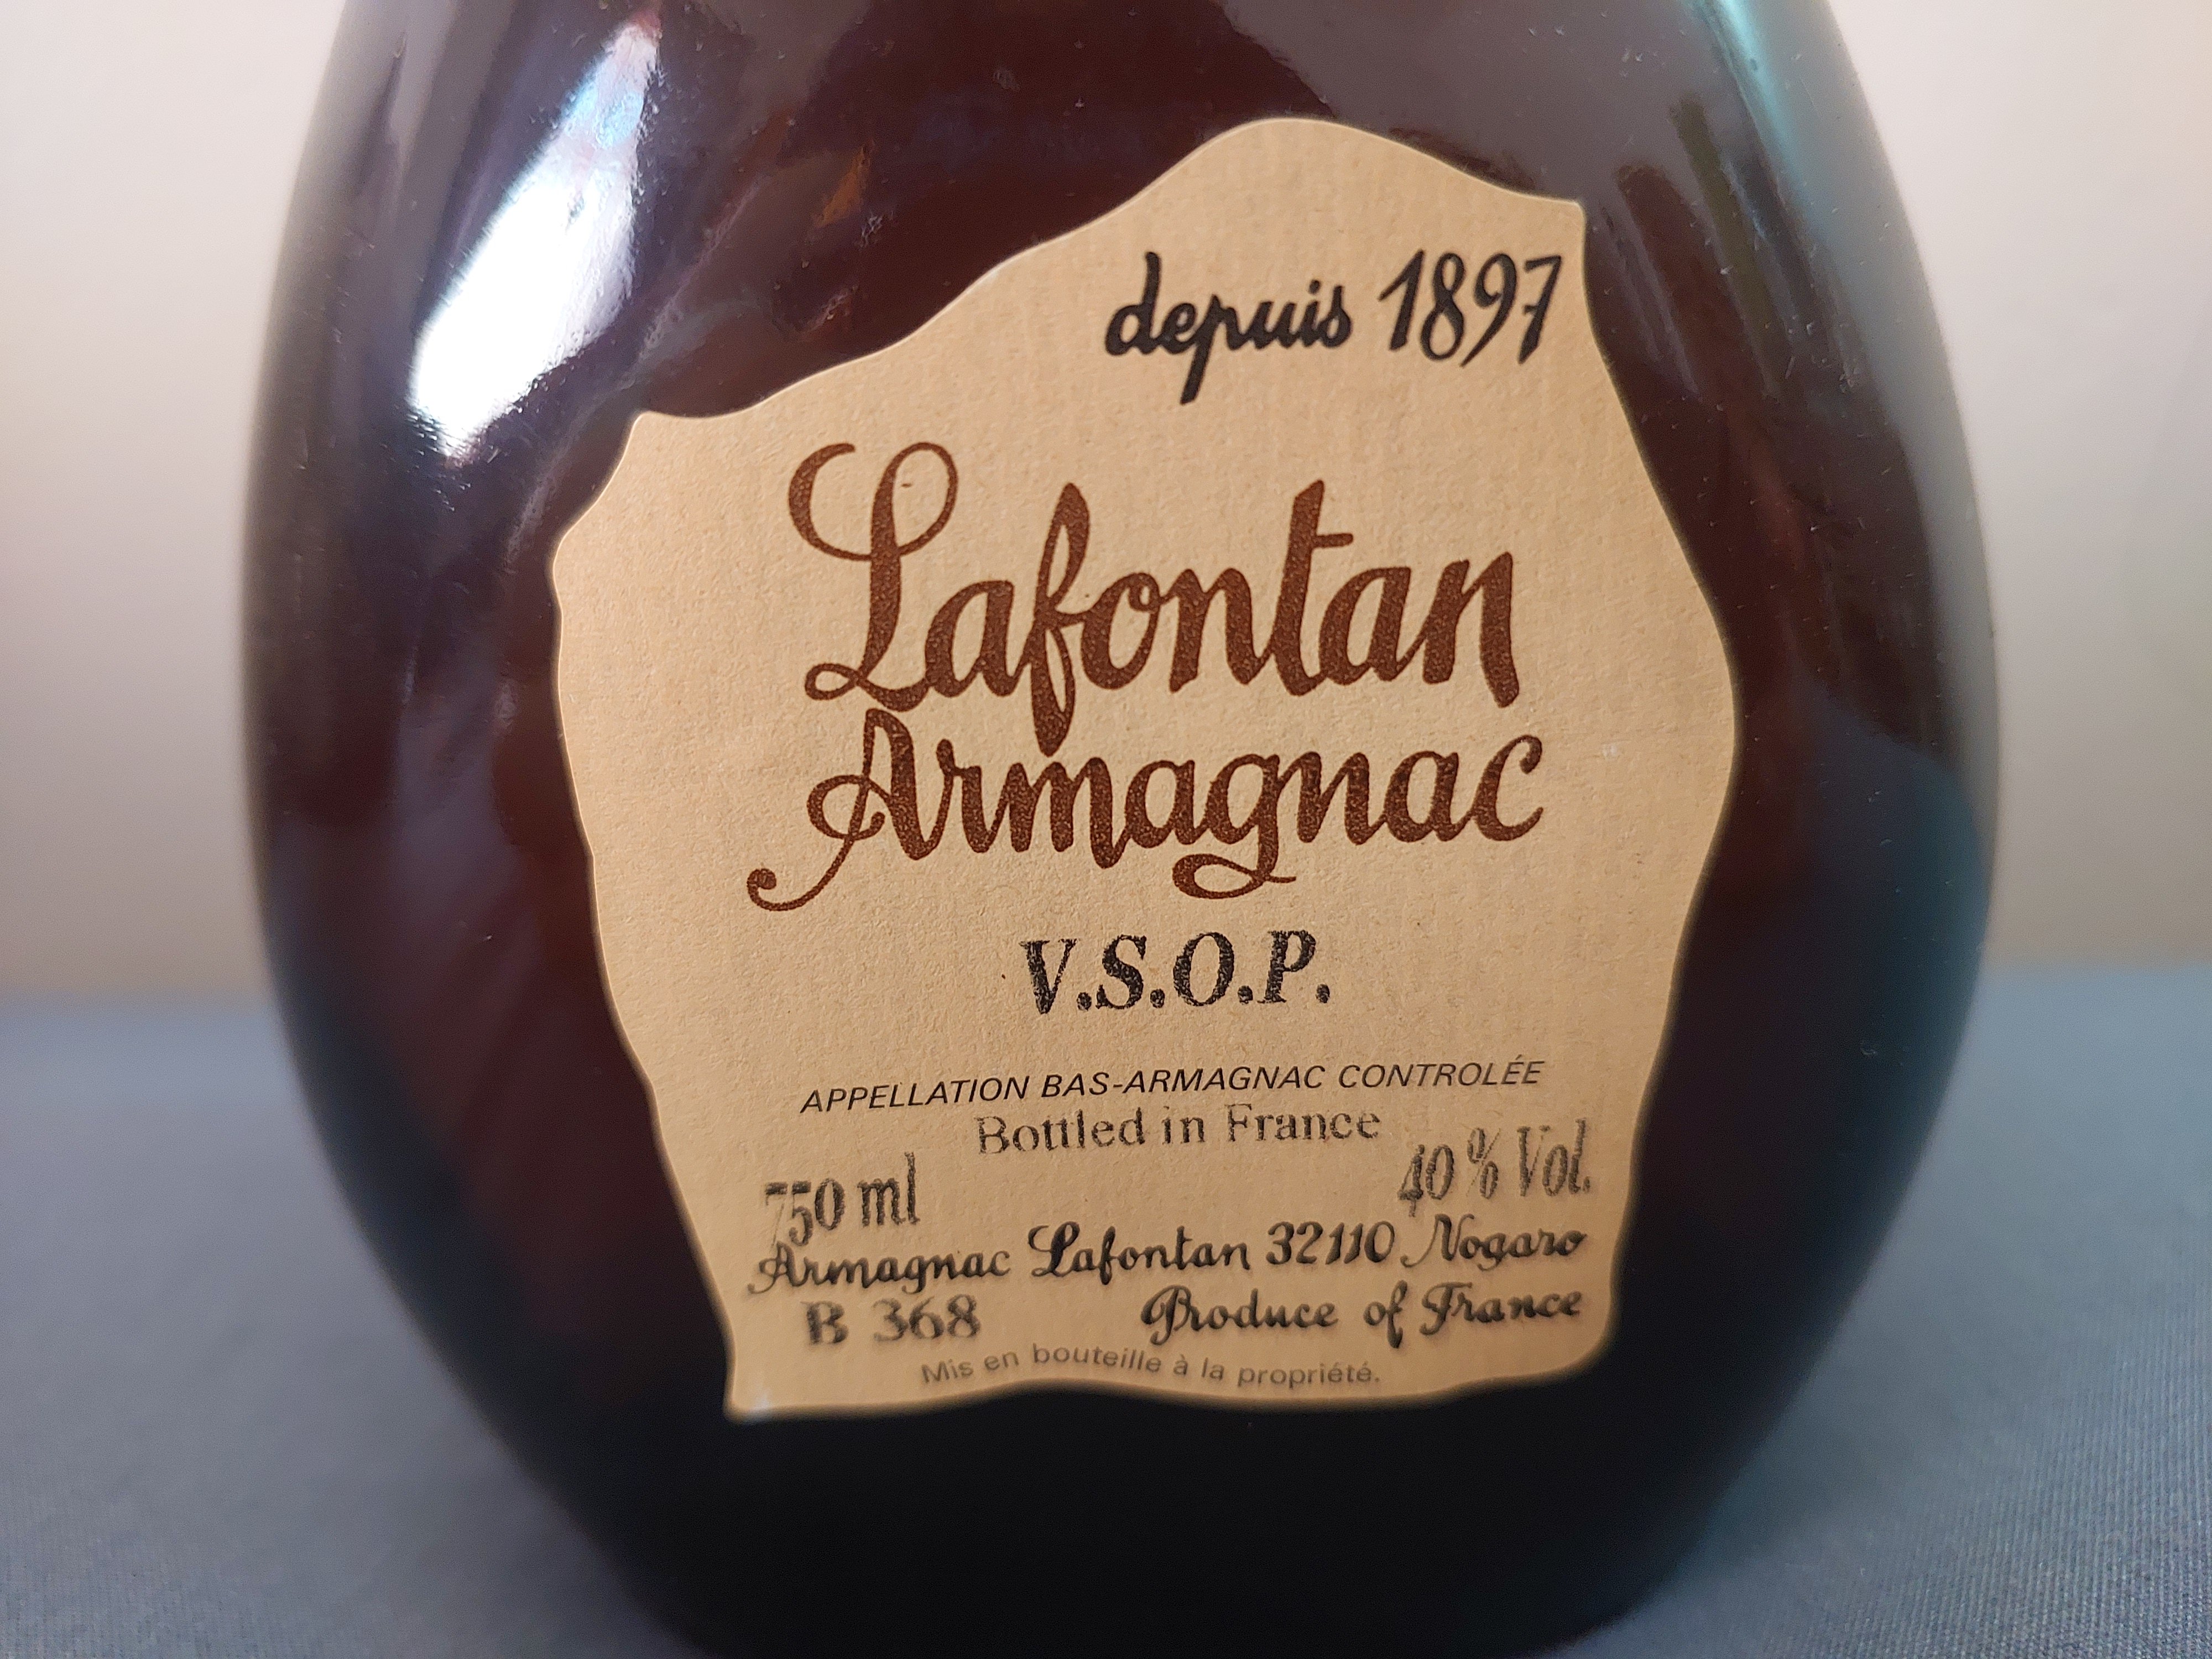 depuis 1897
Lafontan
Armagnac
V.S.O.P.
APPELLATION BAS-ARMAGNAC CONTROLÉE
Bottled in France
750 ml 40 % Vol.
Armagnac Lafontan 32110 Nogaro
B 368 Produce of France
Mis en bouteille à la propriété.